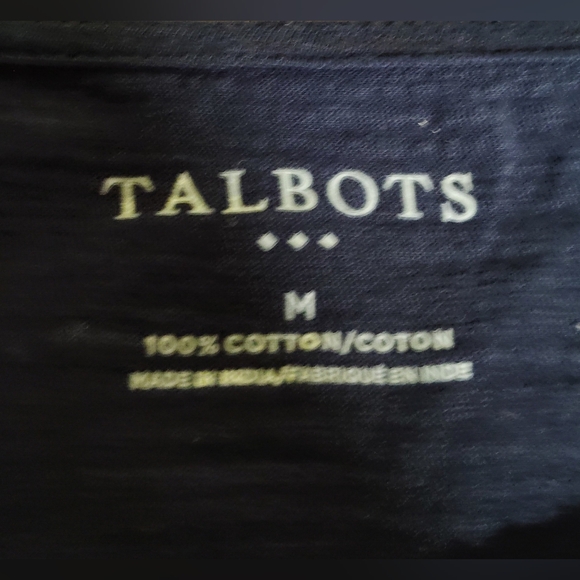 TALBOTS
M
100% COTTON/COTON
MADE IN INDIA/FABRIQUÉ EN INDE